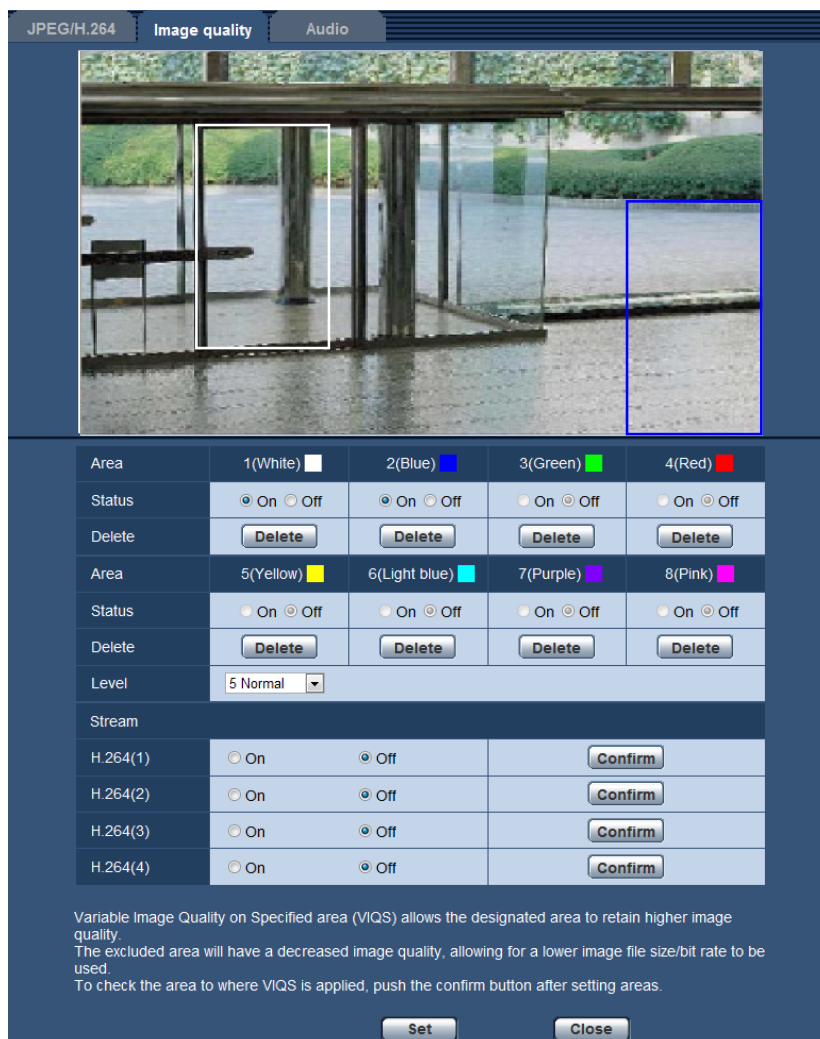 JPEG/H.264 Image quality Audio
Area 1(White) 2(Blue) 3(Green) 4(Red)
Status On Off On Off On Off On Off
Delete Delete Delete Delete Delete
Area 5(Yellow) 6(Light blue) 7(Purple) 8(Pink)
Status On Off On Off On Off On Off
Delete Delete Delete Delete Delete
Level 5 Normal
Stream
H.264(1) On Off Confirm
H.264(2) On Off Confirm
H.264(3) On Off Confirm
H.264(4) On Off Confirm
Variable Image Quality on Specified area (VIQS) allows the designated area to retain higher image
quality.
The excluded area will have a decreased image quality, allowing for a lower image file size/bit rate to be
used.
To check the area to where VIQS is applied, push the confirm button after setting areas.
Set Close